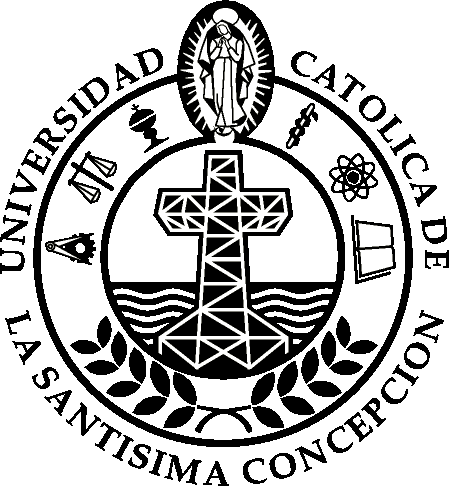 UNIVERSIDAD CATOLICA DE
LA SANTISIMA CONCEPCION